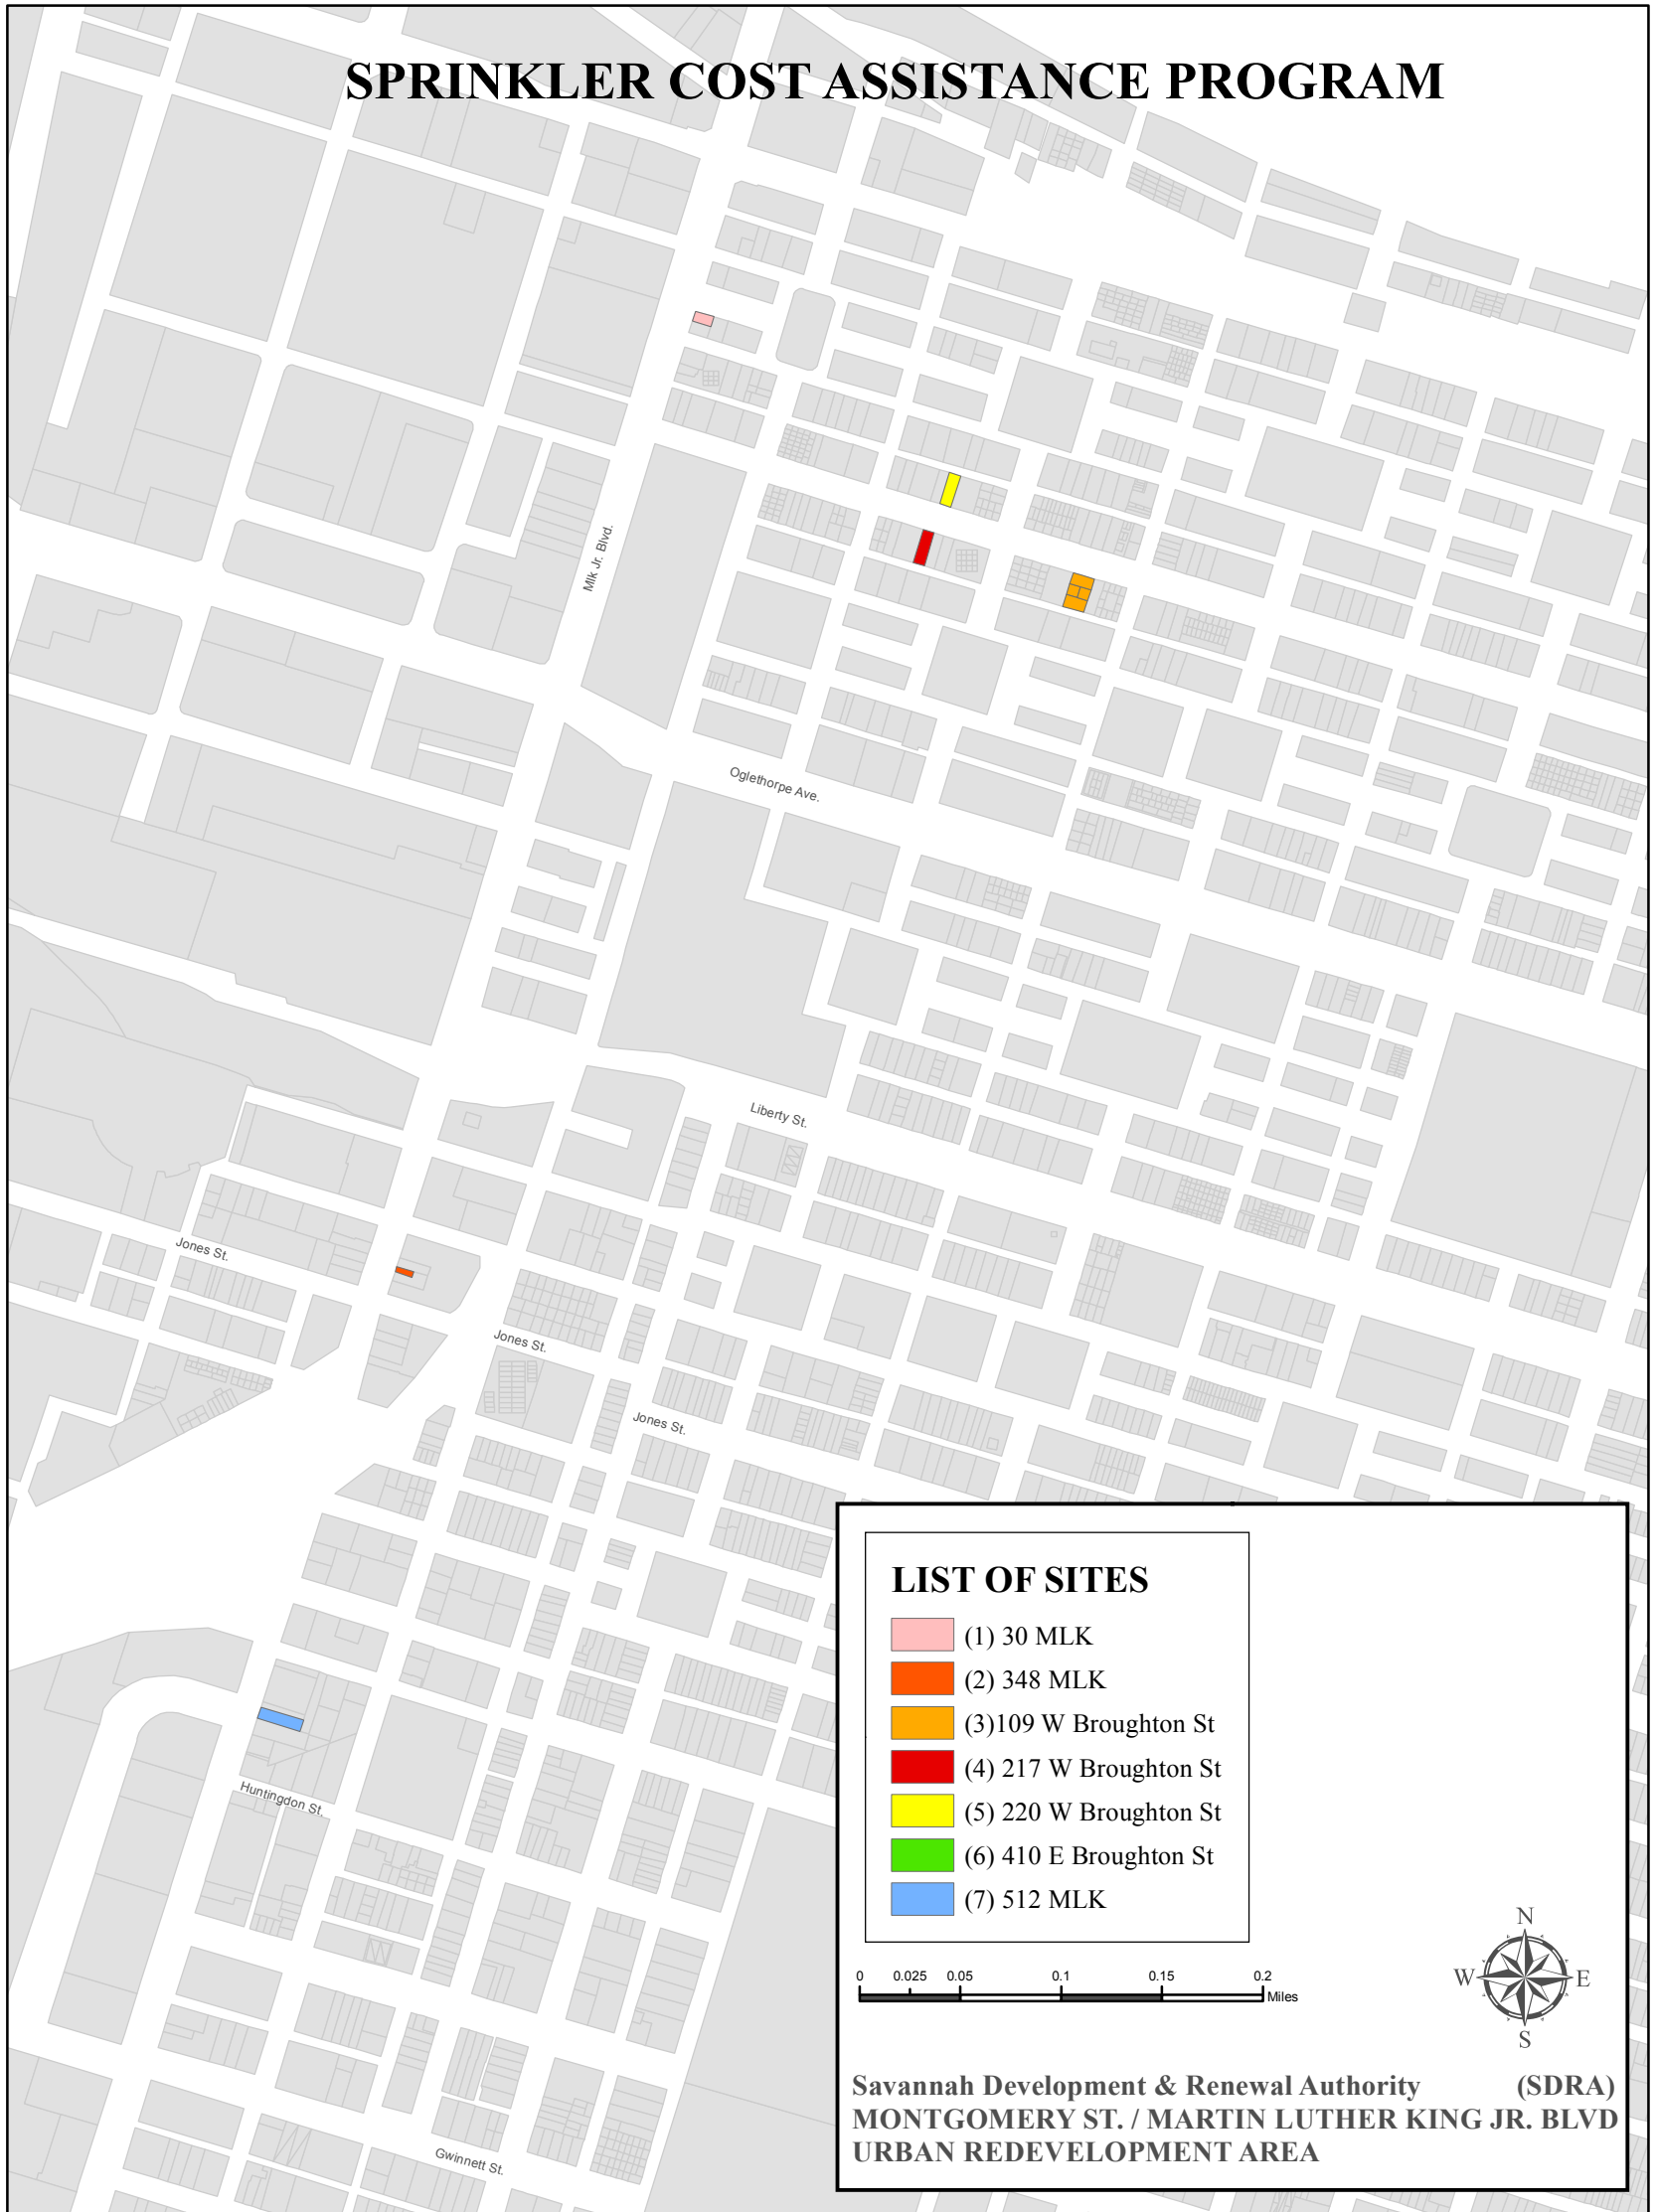 SPRINKLER COST ASSISTANCE PROGRAM
Mlk Jr. Blvd.
Oglethorpe Ave.
Liberty St.
Jones St.
Jones St.
Jones St.
Huntingdon St.
Gwinnett St.
LIST OF SITES
(1) 30 MLK
(2) 348 MLK
(3)109 W Broughton St
(4) 217 W Broughton St
(5) 220 W Broughton St
(6) 410 E Broughton St
(7) 512 MLK
0 0.025 0.05 0.1 0.15 0.2
Miles
N
W E
S
Savannah Development & Renewal Authority (SDRA)
MONTGOMERY ST. / MARTIN LUTHER KING JR. BLVD
URBAN REDEVELOPMENT AREA